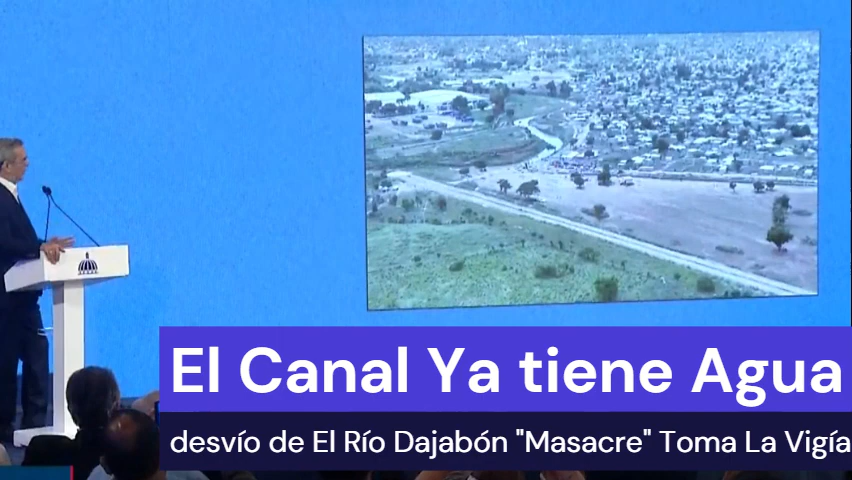 El Canal Ya tiene Agua
desvío de El Río Dajabón "Masacre" Toma La Vigía